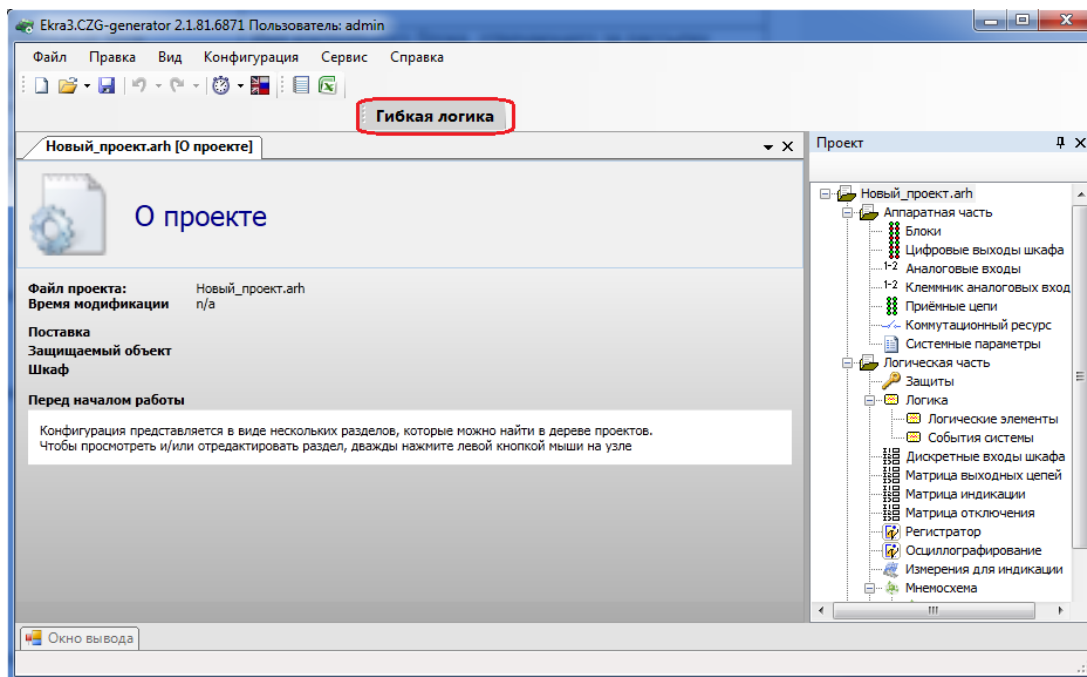 Ekra3.CZG-generator 2.1.81.6871 Пользователь: admin
Файл Правка Вид Конфигурация Сервис Справка
Гибкая логика
Новый_проект.arh [О проекте]
О проекте
Файл проекта: Новый_проект.arh
Время модификации n/a
Поставка
Защищаемый объект
Шкаф
Перед началом работы
Конфигурация представляется в виде нескольких разделов, которые можно найти в дереве проектов.
Чтобы просмотреть и/или отредактировать раздел, дважды нажмите левой кнопкой мыши на узле
Проект
Новый_проект.arh
Аппаратная часть
Блоки
Цифровые выходы шкафа
1-2 Аналоговые входы
1-2 Клеммник аналоговых вход
Приёмные цепи
Коммутационный ресурс
Системные параметры
Логическая часть
Защиты
Логика
Логические элементы
События системы
Дискретные входы шкафа
Матрица выходных цепей
Матрица индикации
Матрица отключения
Регистратор
Осциллографирование
Измерения для индикации
Мнемосхема
Окно вывода